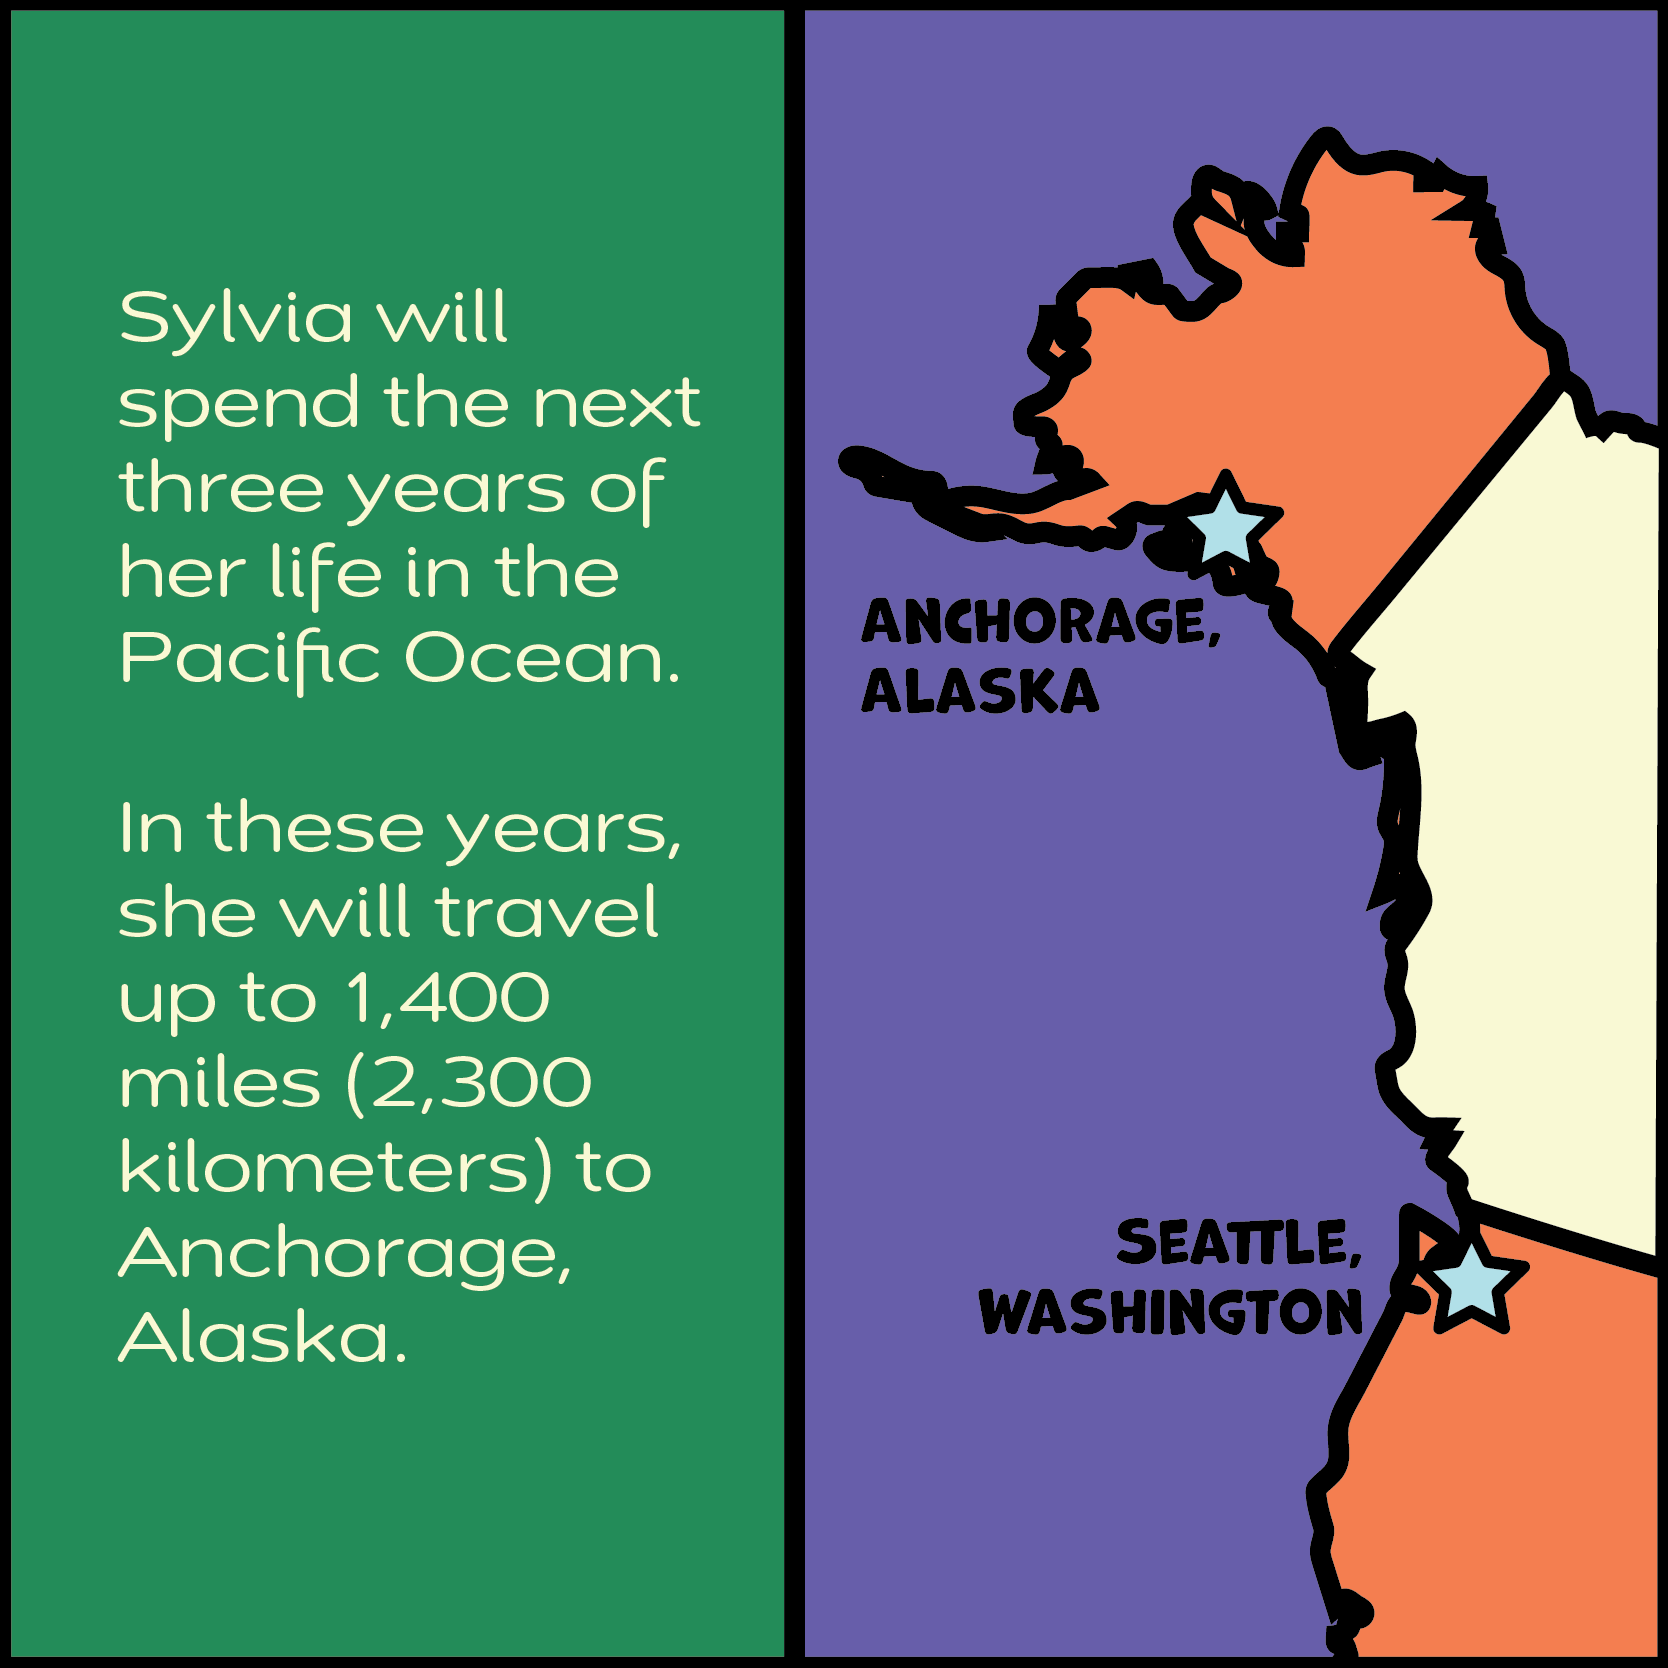 Sylvia will
spend the next
three years of
her life in the
Pacific Ocean.
In these years,
she will travel
up to 1,400
miles (2,300
kilometers) to
Anchorage,
Alaska.
ANCHORAGE,
ALASKA
SEATTLE,
WASHINGTON